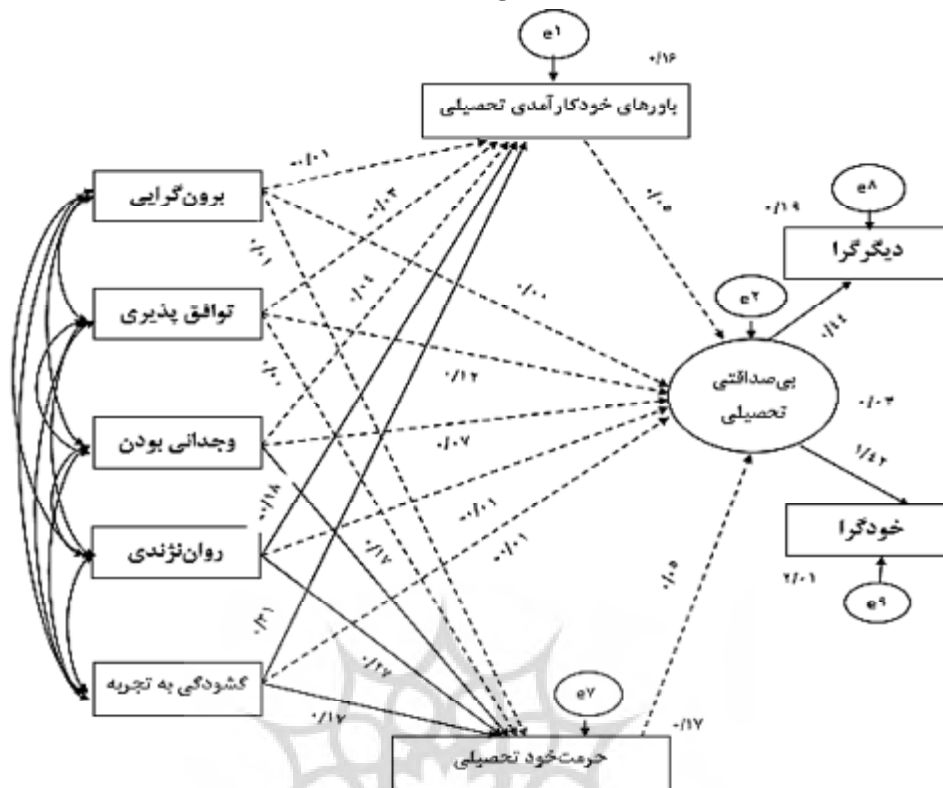 e۱
۰/۱۶
باورهای خودکارآمدی تحصیلی
-۰/۰۱
برون‌گرایی
-۰/۰۳
۰/۰۵
e۸
۰/۱۹
دیگرگرا
۰/۰۱
۰/۰۴
۰/۰۰
توافق پذیری
e۲
۰/۴۴
۰/۰۰
۰/۱۲
بی‌صداقتی
تحصیلی
۰/۰۳
وجدانی بودن
۰/۰۷
۱/۴۲
-۰/۱۸
خودگرا
روان‌نژندی
۰/۱۷
-۰/۰۱
۰/۰۵
۲/۰۱
e۹
۰/۲۱
گشودگی به تجربه
۰/۱۷
e۷
۰/۱۷
حرمت‌خود تحصیلی